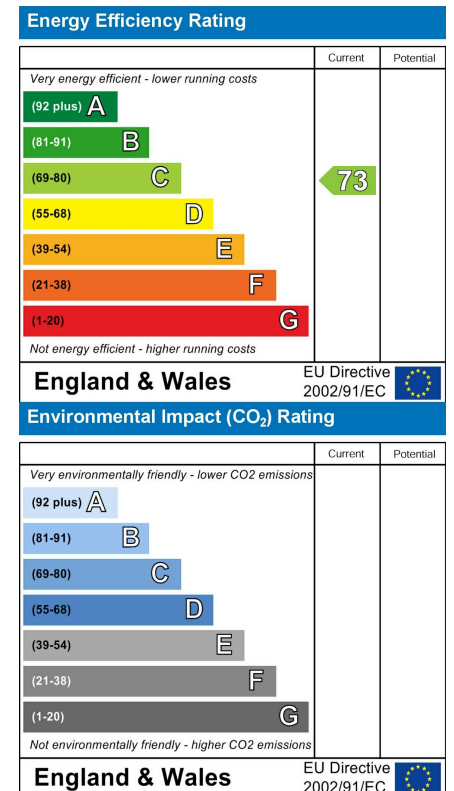 Energy Efficiency Rating
Current Potential
Very energy efficient - lower running costs
(92 plus) A
(81-91) B
(69-80) C
73
(55-68) D
(39-54) E
(21-38) F
(1-20) G
Not energy efficient - higher running costs
England & Wales
EU Directive
2002/91/EC
Environmental Impact (CO₂) Rating
Current Potential
Very environmentally friendly - lower CO2 emissions
(92 plus) A
(81-91) B
(69-80) C
(55-68) D
(39-54) E
(21-38) F
(1-20) G
Not environmentally friendly - higher CO2 emissions
England & Wales
EU Directive
2002/91/EC